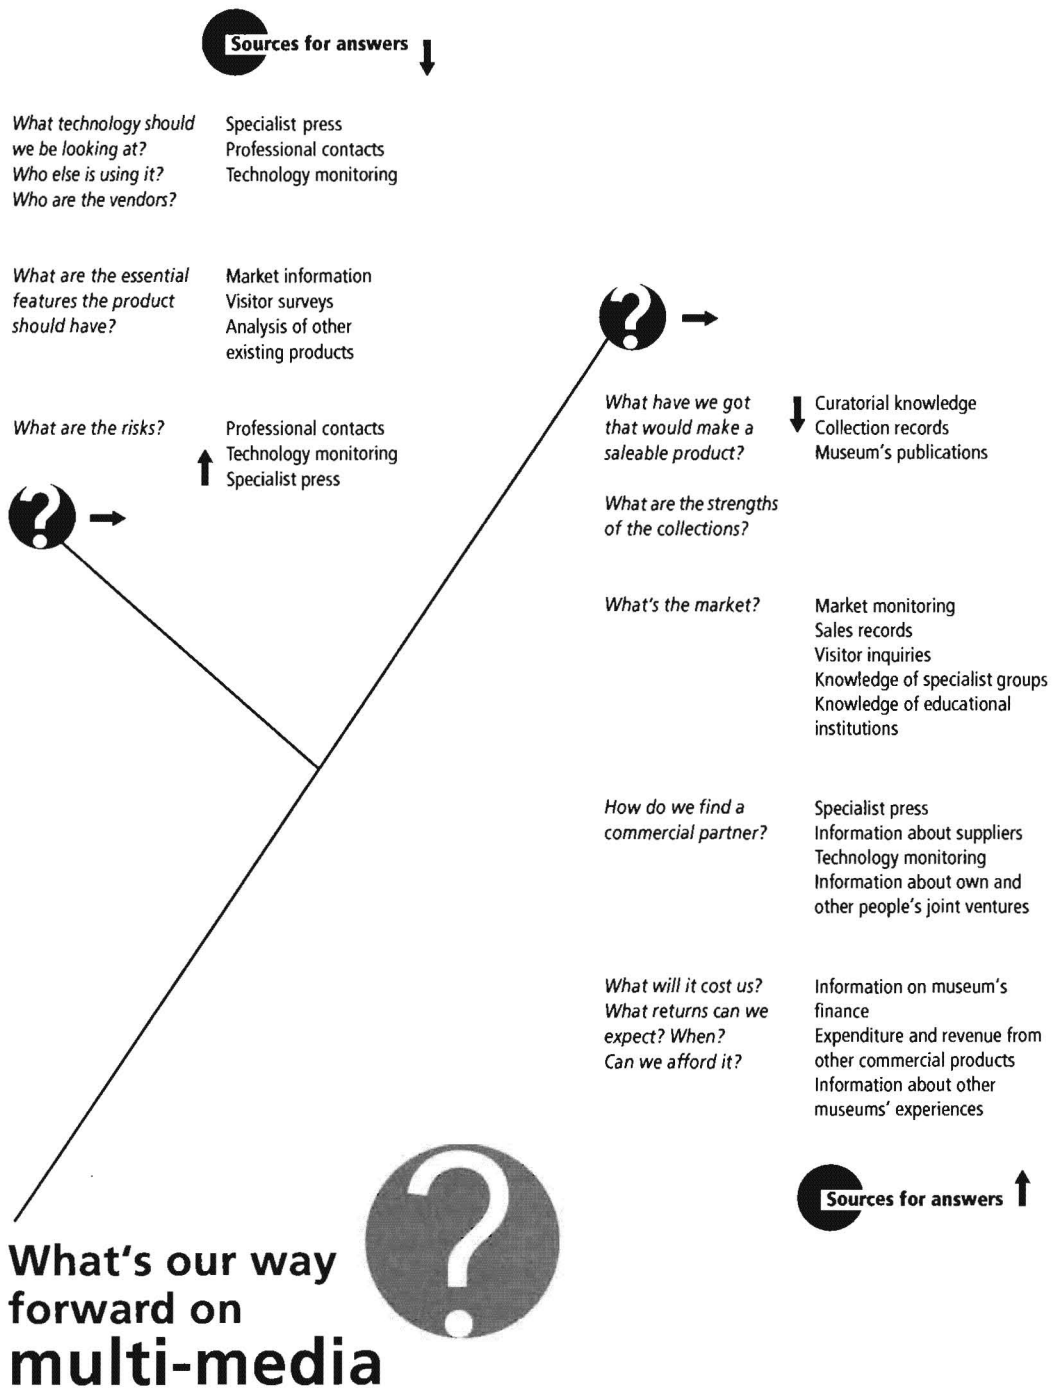 Sources for answers
What technology should
we be looking at?
Who else is using it?
Who are the vendors?
Specialist press
Professional contacts
Technology monitoring
What are the essential
features the product
should have?
Market information
Visitor surveys
Analysis of other
existing products
What are the risks?
Professional contacts
Technology monitoring
Specialist press
?
?
What have we got
that would make a
saleable product?
Curatorial knowledge
Collection records
Museum's publications
What are the strengths
of the collections?
What's the market?
Market monitoring
Sales records
Visitor inquiries
Knowledge of specialist groups
Knowledge of educational
institutions
How do we find a
commercial partner?
Specialist press
Information about suppliers
Technology monitoring
Information about own and
other people's joint ventures
What will it cost us?
What returns can we
expect? When?
Can we afford it?
Information on museum's
finance
Expenditure and revenue from
other commercial products
Information about other
museums' experiences
Sources for answers
What's our way
forward on
multi-media
?